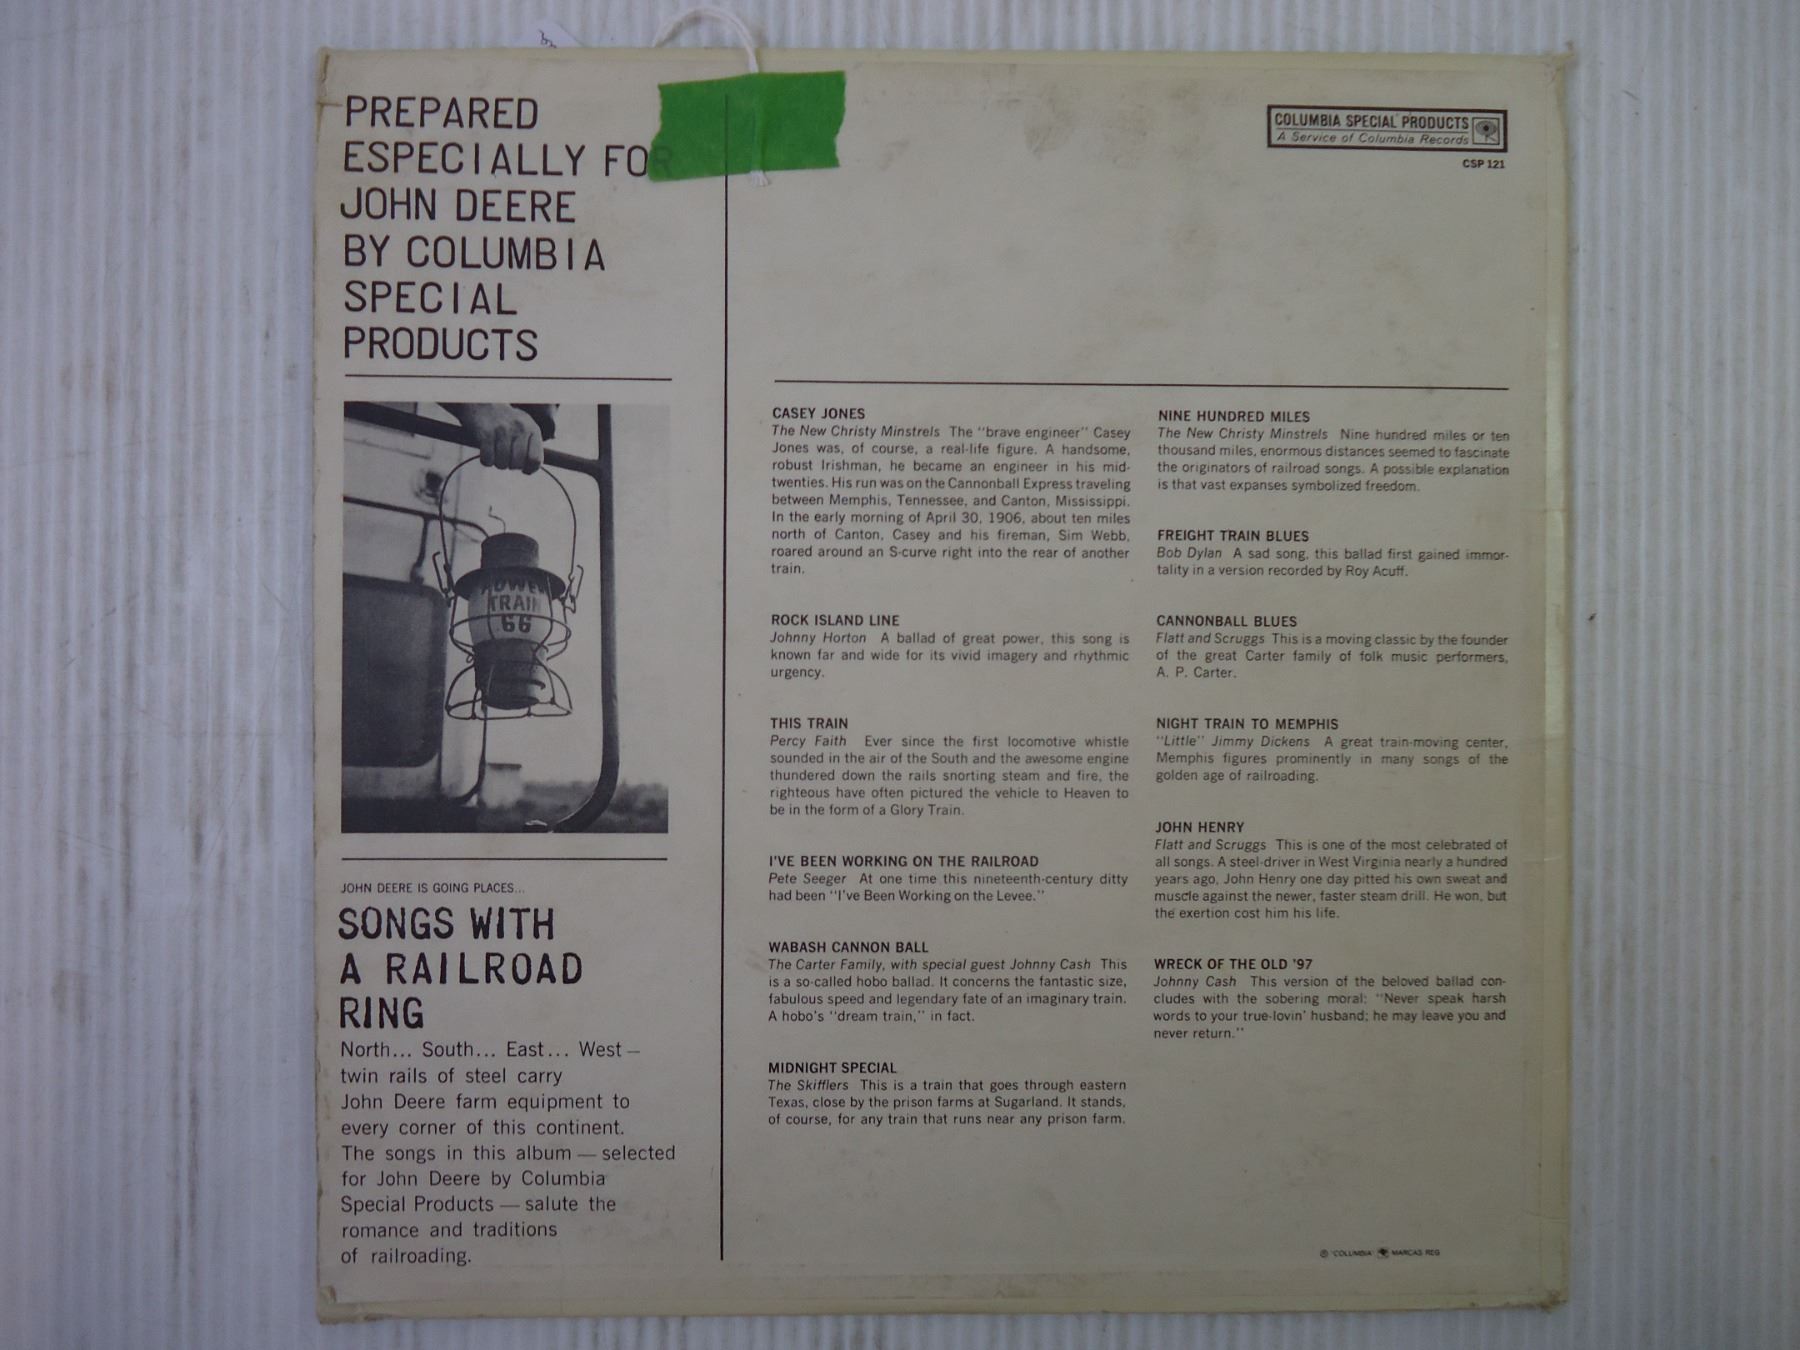 PREPARED
ESPECIALLY FOR
JOHN DEERE
BY COLUMBIA
SPECIAL
PRODUCTS
POWER
TRAIN
66
JOHN DEERE IS GOING PLACES...
SONGS WITH
A RAILROAD
RING
North... South... East... West —
twin rails of steel carry
John Deere farm equipment to
every corner of this continent.
The songs in this album — selected
for John Deere by Columbia
Special Products — salute the
romance and traditions
of railroading.
COLUMBIA SPECIAL PRODUCTS
A Service of Columbia Records
CSP 121
CASEY JONES
The New Christy Minstrels The "brave engineer" Casey
Jones was, of course, a real-life figure. A handsome,
robust Irishman, he became an engineer in his mid-
twenties. His run was on the Cannonball Express traveling
between Memphis, Tennessee, and Canton, Mississippi.
In the early morning of April 30, 1906, about ten miles
north of Canton, Casey and his fireman, Sim Webb,
roared around an S-curve right into the rear of another
train.
ROCK ISLAND LINE
Johnny Horton A ballad of great power, this song is
known far and wide for its vivid imagery and rhythmic
urgency.
THIS TRAIN
Percy Faith Ever since the first locomotive whistle
sounded in the air of the South and the awesome engine
thundered down the rails snorting steam and fire, the
righteous have often pictured the vehicle to Heaven to
be in the form of a Glory Train.
I'VE BEEN WORKING ON THE RAILROAD
Pete Seeger At one time this nineteenth-century ditty
had been "I've Been Working on the Levee."
WABASH CANNON BALL
The Carter Family, with special guest Johnny Cash This
is a so-called hobo ballad. It concerns the fantastic size,
fabulous speed and legendary fate of an imaginary train.
A hobo's "dream train," in fact.
MIDNIGHT SPECIAL
The Skifflers This is a train that goes through eastern
Texas, close by the prison farms at Sugarland. It stands,
of course, for any train that runs near any prison farm.
NINE HUNDRED MILES
The New Christy Minstrels Nine hundred miles or ten
thousand miles, enormous distances seemed to fascinate
the originators of railroad songs. A possible explanation
is that vast expanses symbolized freedom.
FREIGHT TRAIN BLUES
Bob Dylan A sad song, this ballad first gained immor-
tality in a version recorded by Roy Acuff.
CANNONBALL BLUES
Flatt and Scruggs This is a moving classic by the founder
of the great Carter family of folk music performers,
A. P. Carter.
NIGHT TRAIN TO MEMPHIS
"Little" Jimmy Dickens A great train-moving center,
Memphis figures prominently in many songs of the
golden age of railroading.
JOHN HENRY
Flatt and Scruggs This is one of the most celebrated of
all songs. A steel-driver in West Virginia nearly a hundred
years ago, John Henry one day pitted his own sweat and
muscle against the newer, faster steam drill. He won, but
the exertion cost him his life.
WRECK OF THE OLD '97
Johnny Cash This version of the beloved ballad con-
cludes with the sobering moral: "Never speak harsh
words to your true-lovin' husband; he may leave you and
never return."
® "COLUMBIA" MARCAS REG